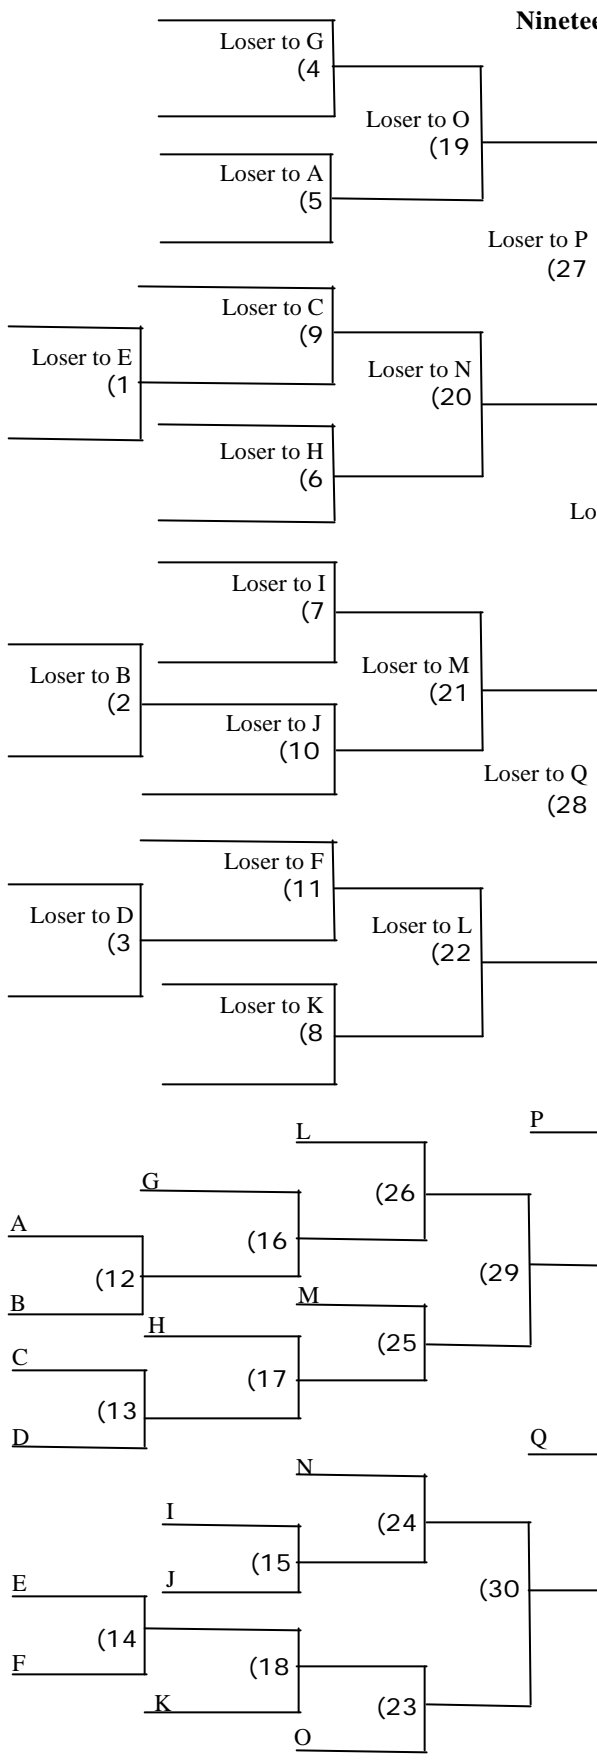 Ninetee
Loser to G
(4
Loser to O
(19
Loser to A
(5
Loser to P
(27
Loser to C
(9
Loser to E
(1
Loser to N
(20
Loser to H
(6
Lo
Loser to I
(7
Loser to M
(21
Loser to B
(2
Loser to J
(10
Loser to Q
(28
Loser to F
(11
Loser to D
(3
Loser to L
(22
Loser to K
(8
P
L
G
(26
A
(16
(12
(29
B
M
H
(25
C
(17
(13
D
Q
N
I
(24
(15
J
E
(30
(14
F
(18
K
(23
O